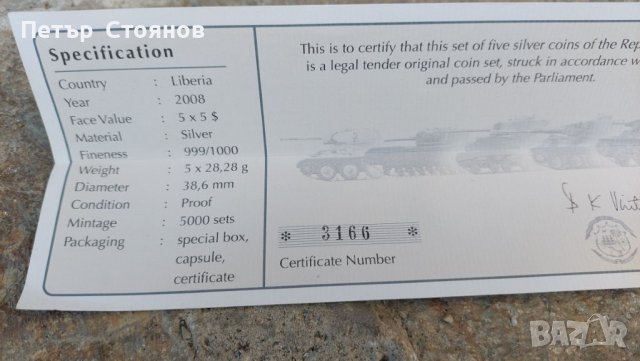 Петър Стоянов
Specification
Country : Liberia
Year : 2008
Face Value : 5 x 5 $
Material : Silver
Fineness : 999/1000
Weight : 5 x 28,28 g
Diameter : 38,6 mm
Condition : Proof
Mintage : 5000 sets
Packaging : special box,
capsule,
certificate
This is to certify that this set of five silver coins of the Rep
is a legal tender original coin set, struck in accordance w
and passed by the Parliament.
* 3166 *
Certificate Number
BAZAR